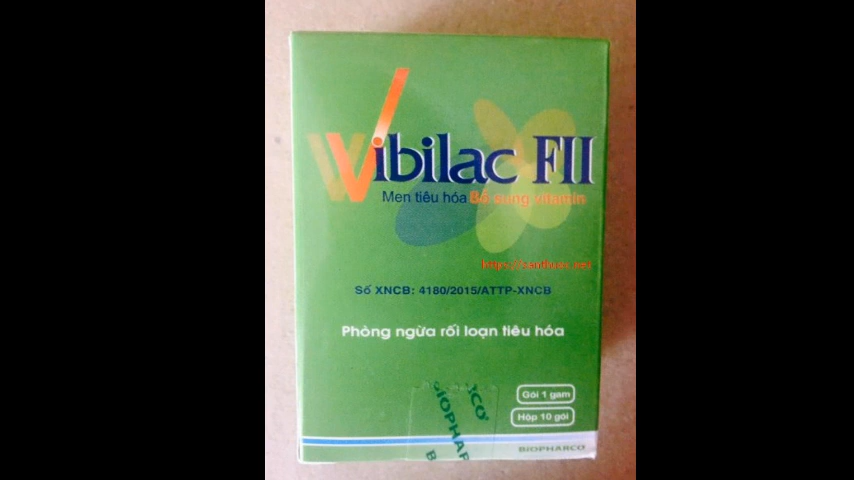 Vibilac FII
Men tiêu hóa Bổ sung vitamin
Số XNCB: 4180/2015/ATTP-XNCB
Phòng ngừa rối loạn tiêu hóa
Gói 1 gam
Hộp 10 gói
BIOPHARCO
BIOPHARCO